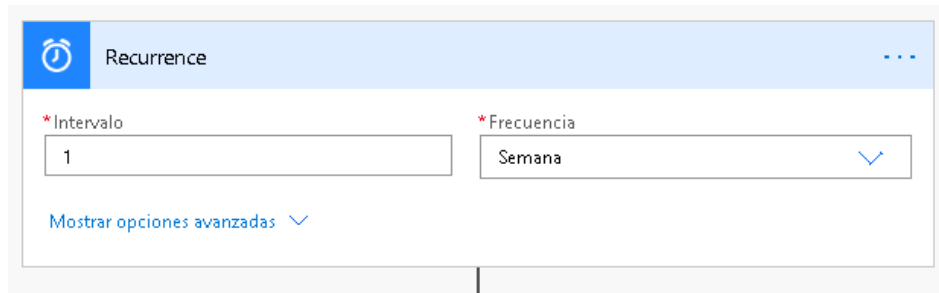 Recurrence
*Intervalo
*Frecuencia
1
Semana
Mostrar opciones avanzadas